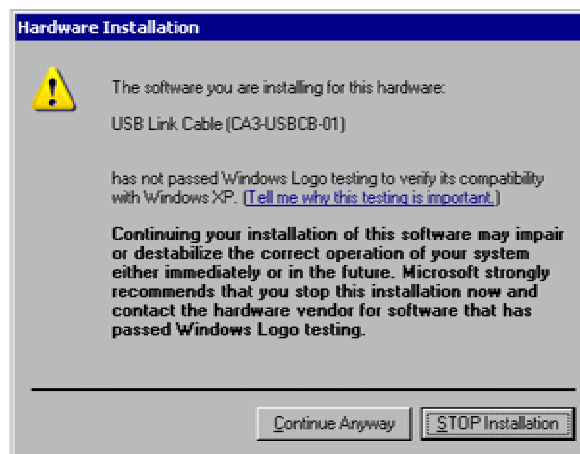 Hardware Installation
The software you are installing for this hardware:
USB Link Cable (CA3-USBCB-01)
has not passed Windows Logo testing to verify its compatibility
with Windows XP. (Tell me why this testing is important.)
Continuing your installation of this software may impair
or destabilize the correct operation of your system
either immediately or in the future. Microsoft strongly
recommends that you stop this installation now and
contact the hardware vendor for software that has
passed Windows Logo testing.
Continue Anyway
STOP Installation